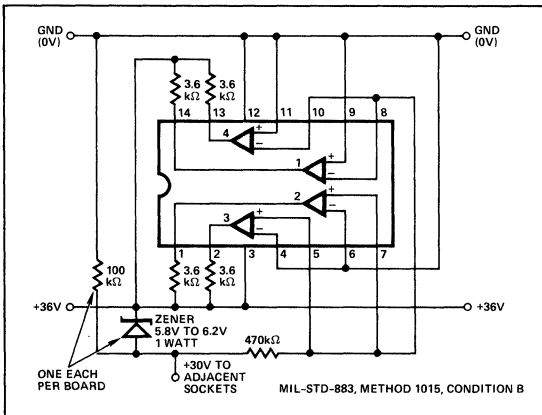 GND
(0V)
GND
(0V)
3.6
kΩ
3.6
kΩ
14
13
12
11
10
9
8
4
+
−
1
+
−
2
+
−
3
+
−
1
2
3
4
5
6
7
100
kΩ
3.6
kΩ
3.6
kΩ
+36V
+36V
ZENER
5.8V TO 6.2V
1 WATT
470kΩ
ONE EACH
PER BOARD
+30V TO
ADJACENT
SOCKETS
MIL-STD-883, METHOD 1015, CONDITION B